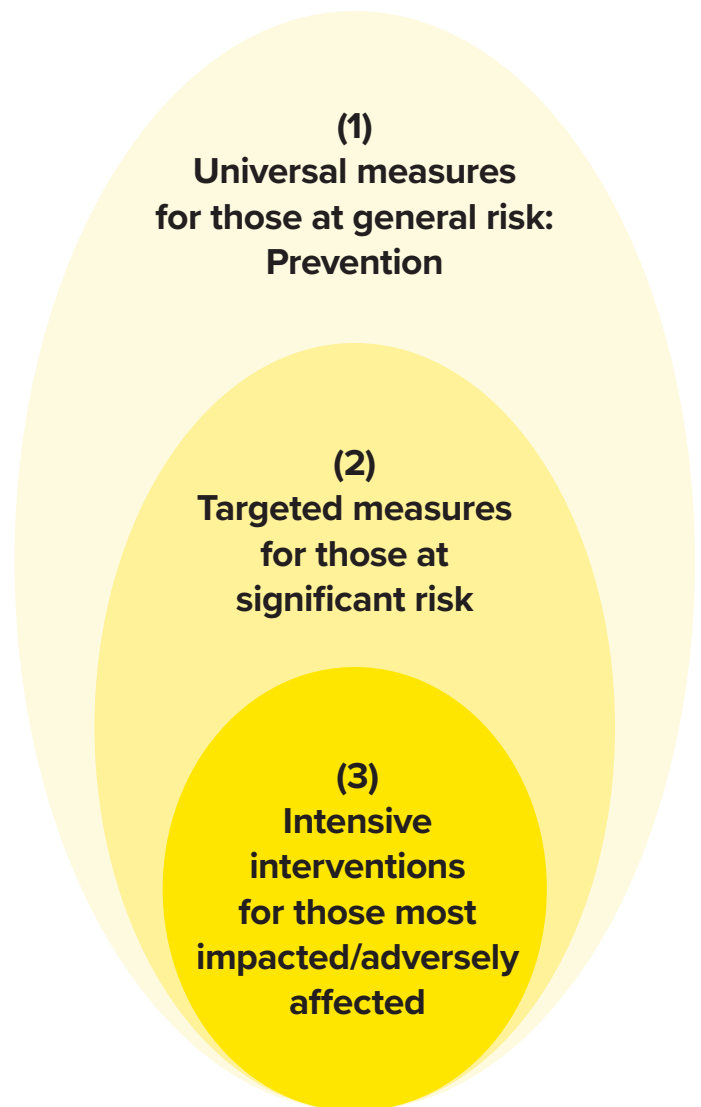 (1)
Universal measures
for those at general risk:
Prevention
(2)
Targeted measures
for those at
significant risk
(3)
Intensive
interventions
for those most
impacted/adversely
affected